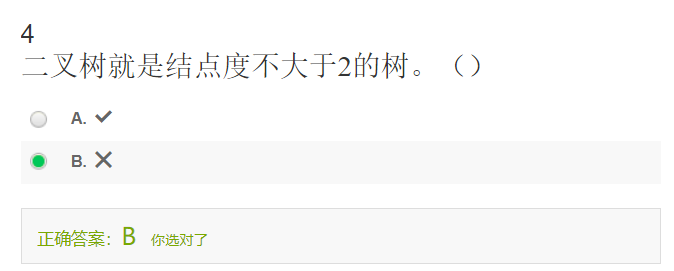 4
二叉树就是结点度不大于2的树。（）
A. ✔
B. ✕
正确答案：B 你选对了